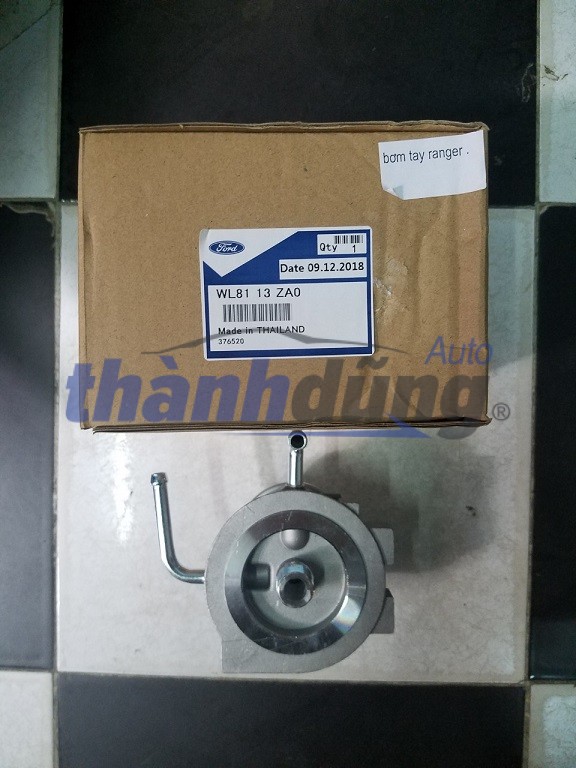 bơm tay ranger .
Ford
Qty 1
Date 09.12.2018
WL81 13 ZA0
Made in THAILAND
376520
Auto
thànhdũng®